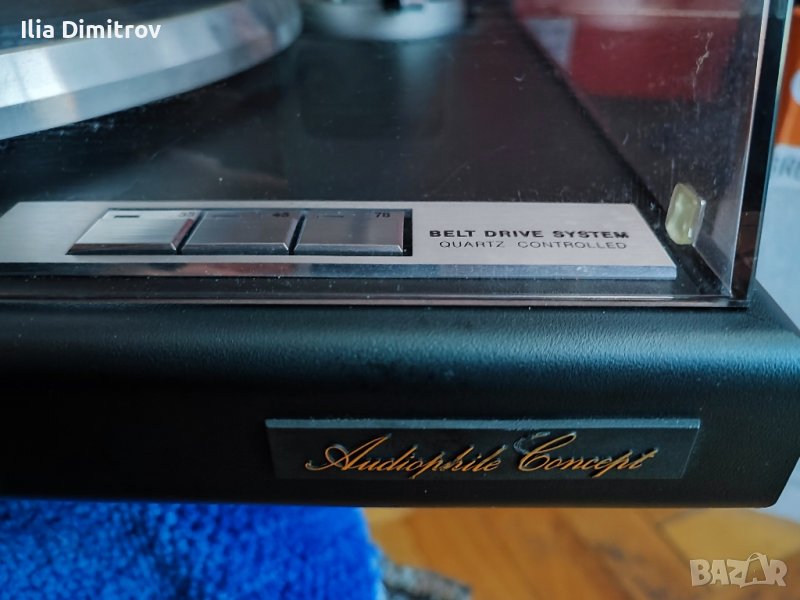 Ilia Dimitrov
33
45
78
BELT DRIVE SYSTEM
QUARTZ CONTROLLED
Audiophile Concept
BAZAR